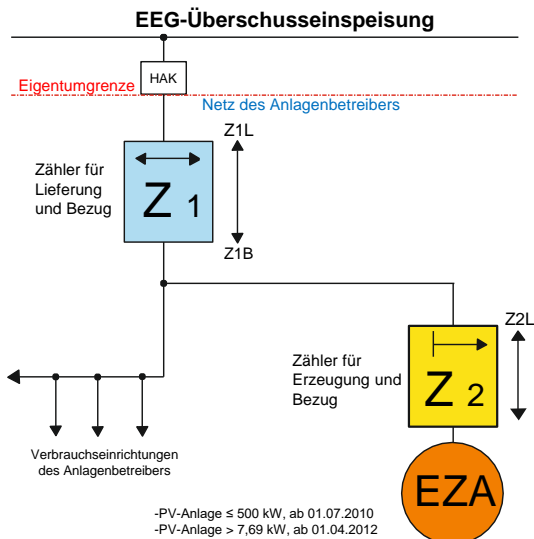 EEG-Überschusseinspeisung
HAK
Eigentumgrenze
Netz des Anlagenbetreibers
Z1L
Zähler für
Lieferung
und Bezug
Z 1
Z1B
Z2L
Zähler für
Erzeugung und
Bezug
Z 2
Verbrauchseinrichtungen
des Anlagenbetreibers
EZA
-PV-Anlage ≤ 500 kW, ab 01.07.2010
-PV-Anlage > 7,69 kW, ab 01.04.2012